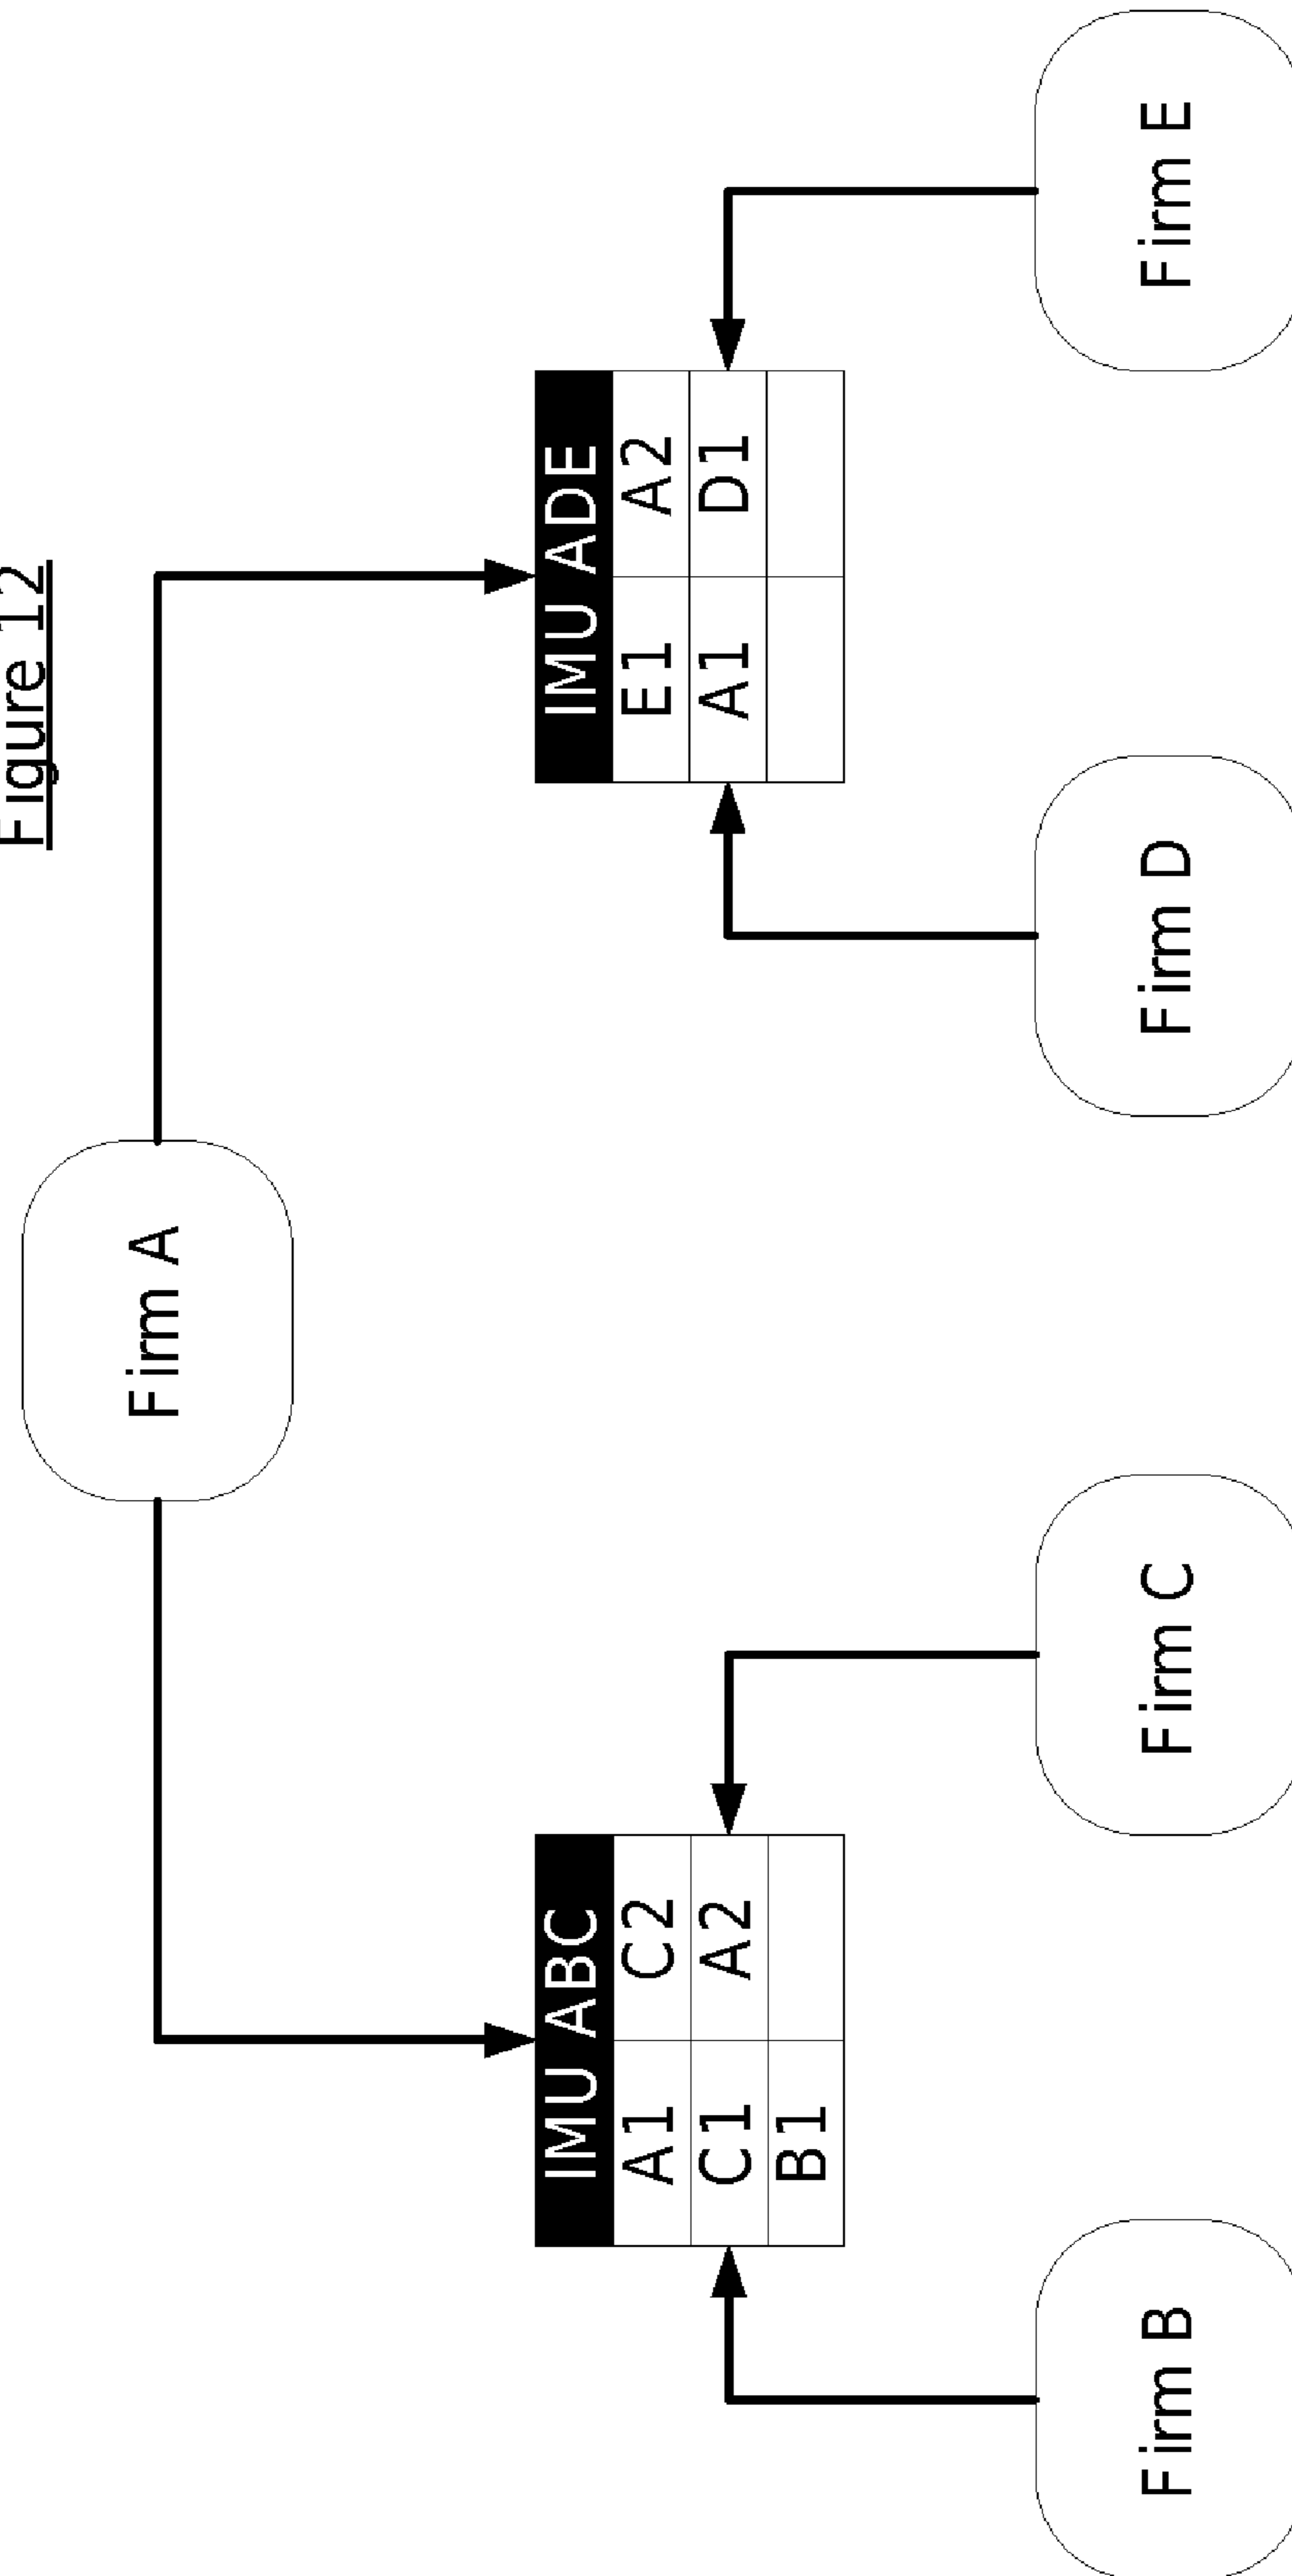 Figure 12
Firm A
IMU ABC
A1 C2
C1 A2
B1
IMU ADE
E1 A2
A1 D1
Firm B
Firm C
Firm D
Firm E